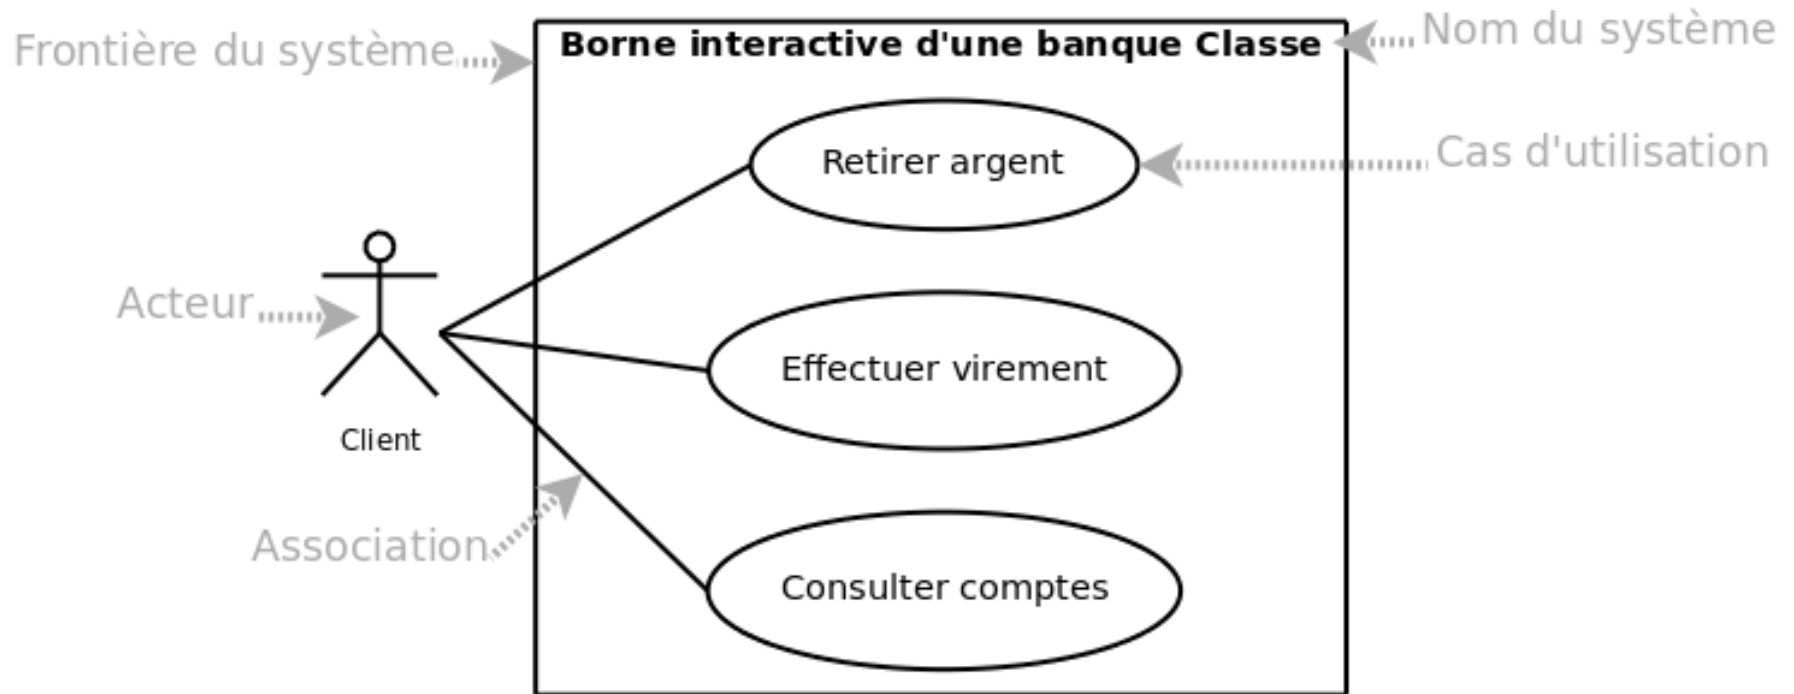 Nom du système
Frontière du système
Borne interactive d'une banque Classe
Cas d'utilisation
Retirer argent
Acteur
Effectuer virement
Client
Association
Consulter comptes